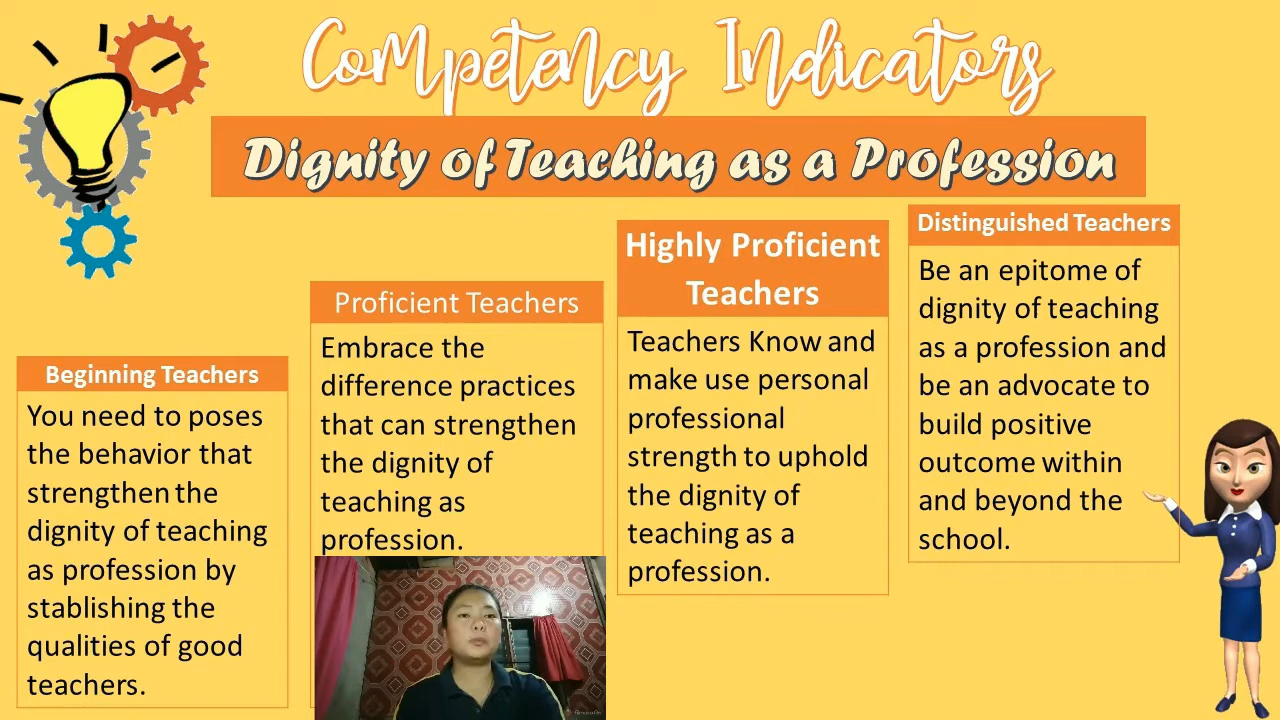 Competency Indicators
Dignity of Teaching as a Profession
Beginning Teachers
You need to poses
the behavior that
strengthen the
dignity of teaching
as profession by
stablishing the
qualities of good
teachers.
Proficient Teachers
Embrace the
difference practices
that can strengthen
the dignity of
teaching as
profession.
Highly Proficient
Teachers
Teachers Know and
make use personal
professional
strength to uphold
the dignity of
teaching as a
profession.
Distinguished Teachers
Be an epitome of
dignity of teaching
as a profession and
be an advocate to
build positive
outcome within
and beyond the
school.